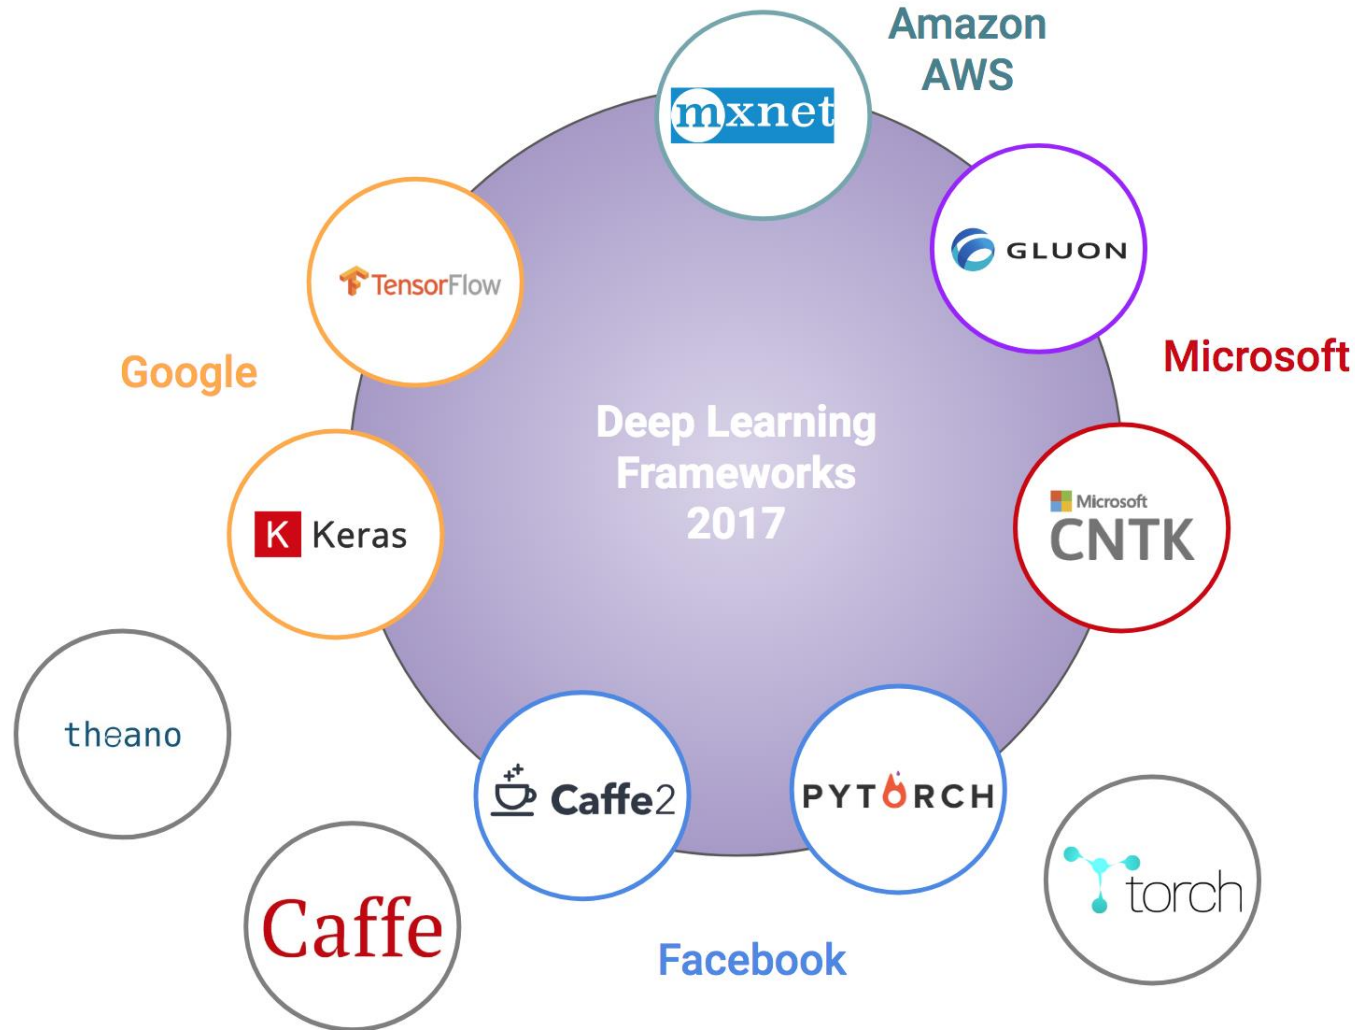 Amazon
AWS
mxnet
GLUON
TensorFlow
Google
Microsoft
Deep Learning
Frameworks
2017
Keras
K
Microsoft
CNTK
theano
Caffe2
PYTORCH
Caffe
torch
Facebook